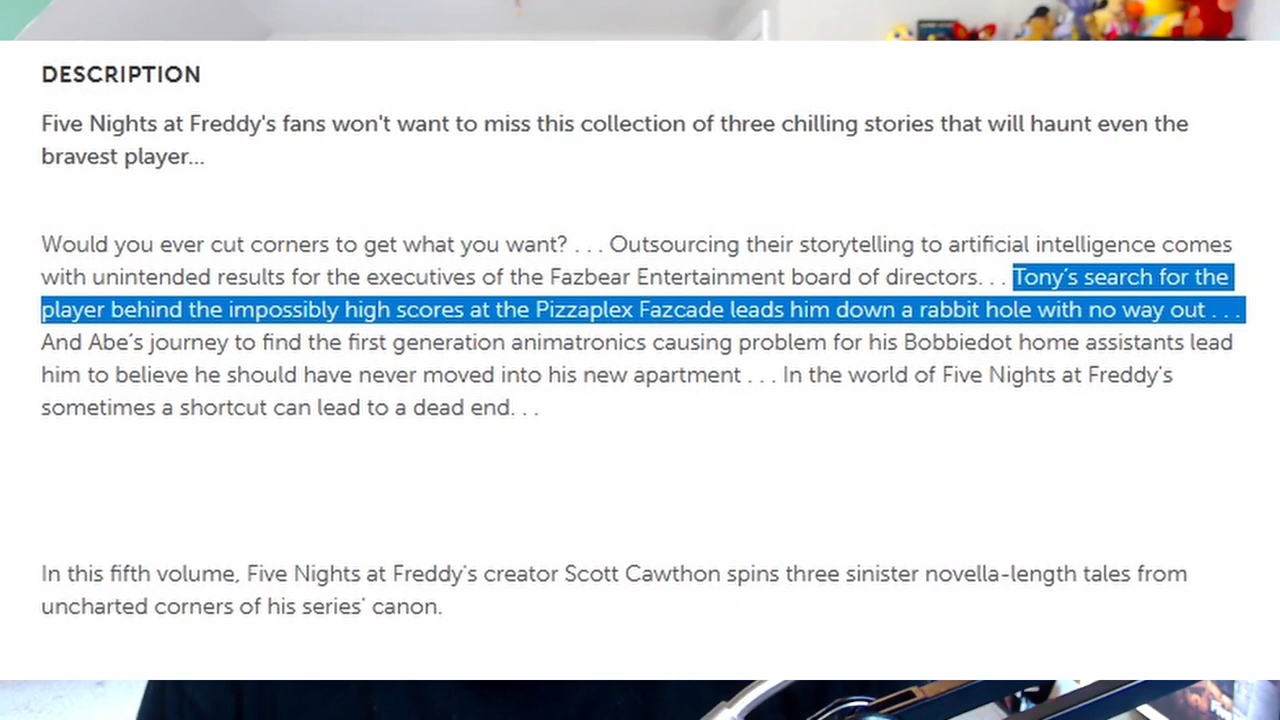 DESCRIPTION
Five Nights at Freddy's fans won't want to miss this collection of three chilling stories that will haunt even the
bravest player...
Would you ever cut corners to get what you want? . . . Outsourcing their storytelling to artificial intelligence comes
with unintended results for the executives of the Fazbear Entertainment board of directors. . . Tony’s search for the
player behind the impossibly high scores at the Pizzaplex Fazcade leads him down a rabbit hole with no way out . . .
And Abe’s journey to find the first generation animatronics causing problem for his Bobbiedot home assistants lead
him to believe he should have never moved into his new apartment . . . In the world of Five Nights at Freddy's
sometimes a shortcut can lead to a dead end. . .
In this fifth volume, Five Nights at Freddy's creator Scott Cawthon spins three sinister novella-length tales from
uncharted corners of his series' canon.